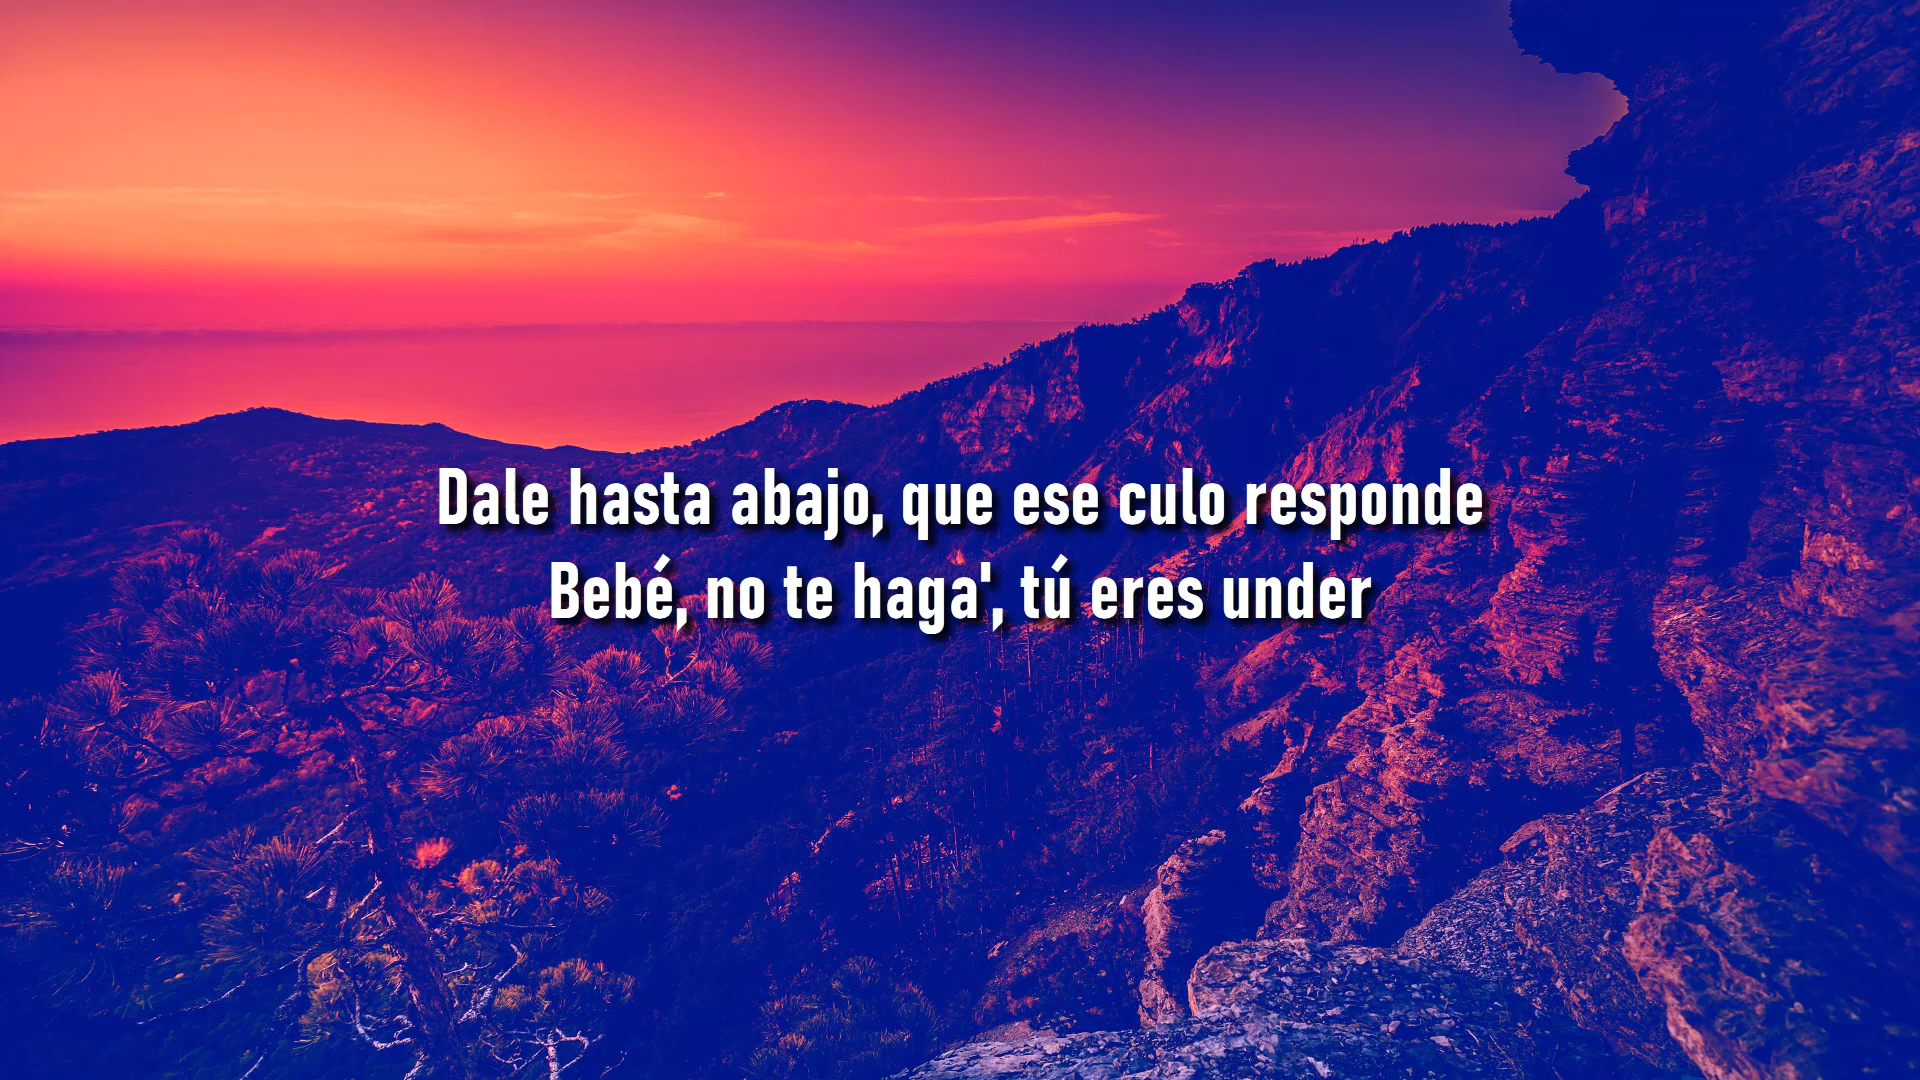 Dale hasta abajo, que ese culo responde
Bebé, no te haga', tú eres under